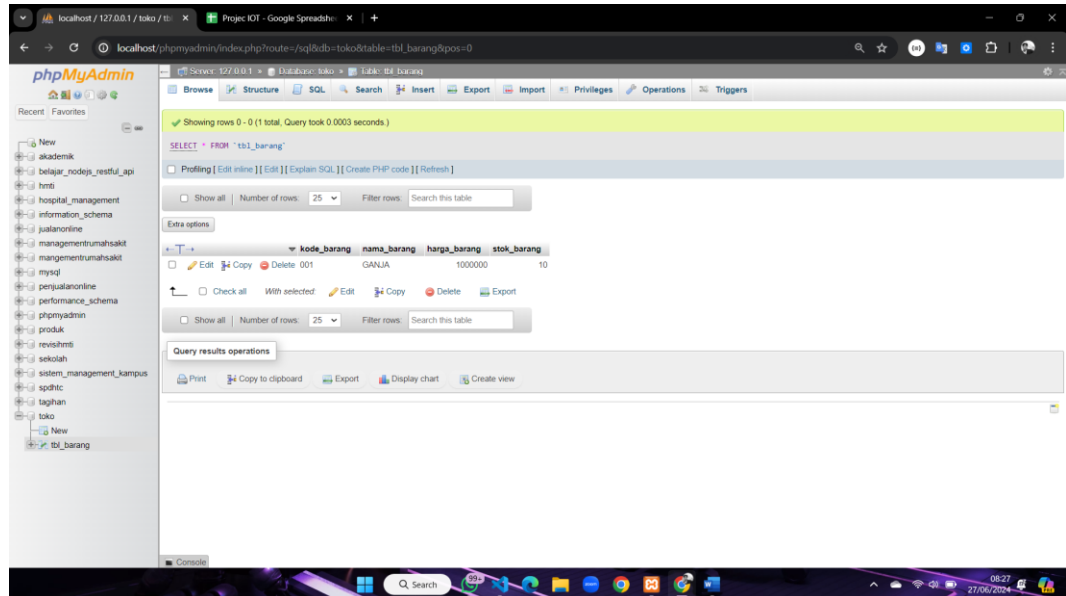 localhost / 127.0.0.1 / toko / tb
Projec IOT - Google Spreadshe
localhost/phpmyadmin/index.php?route=/sql&db=toko&table=tbl_barang&pos=0
phpMyAdmin
Recent Favorites
New
akademik
belajar_nodejs_restful_api
hmti
hospital_management
information_schema
jualanonline
managementrumahsakit
mangementrumahsakit
mysql
penjualanonline
performance_schema
phpmyadmin
produk
revisihmti
sekolah
sistem_management_kampus
spdhtc
tagihan
toko
New
tbl_barang
Server: 127.0.0.1 » Database: toko » Table: tbl_barang
Browse Structure SQL Search Insert Export Import Privileges Operations Triggers
Showing rows 0 - 0 (1 total, Query took 0.0003 seconds.)
SELECT * FROM `tbl_barang`
Profiling [ Edit inline ] [ Edit ] [ Explain SQL ] [ Create PHP code ] [ Refresh ]
Show all | Number of rows: 25 Filter rows: Search this table
Extra options
←T→ kode_barang nama_barang harga_barang stok_barang
Edit Copy Delete 001 GANJA 1000000 10
Check all With selected: Edit Copy Delete Export
Show all | Number of rows: 25 Filter rows: Search this table
Query results operations
Print Copy to clipboard Export Display chart Create view
Console
Search
99+
08:27
27/06/2024